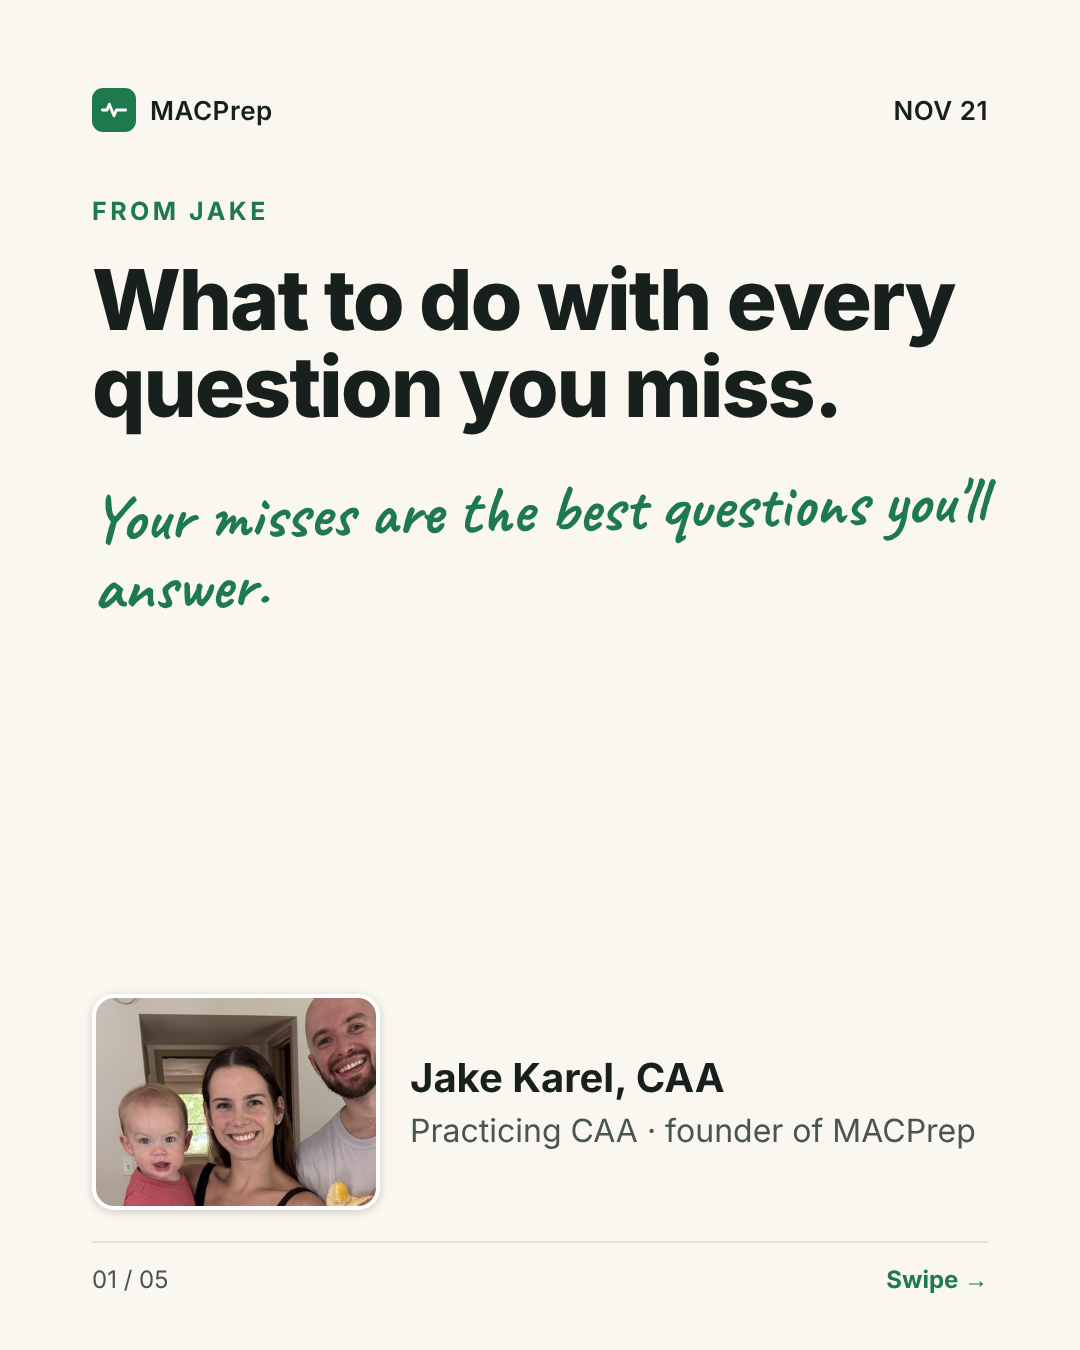 MACPrep
NOV 21
FROM JAKE
What to do with every
question you miss.
Your misses are the best questions you'll
answer.
Jake Karel, CAA
Practicing CAA · founder of MACPrep
01 / 05
Swipe →